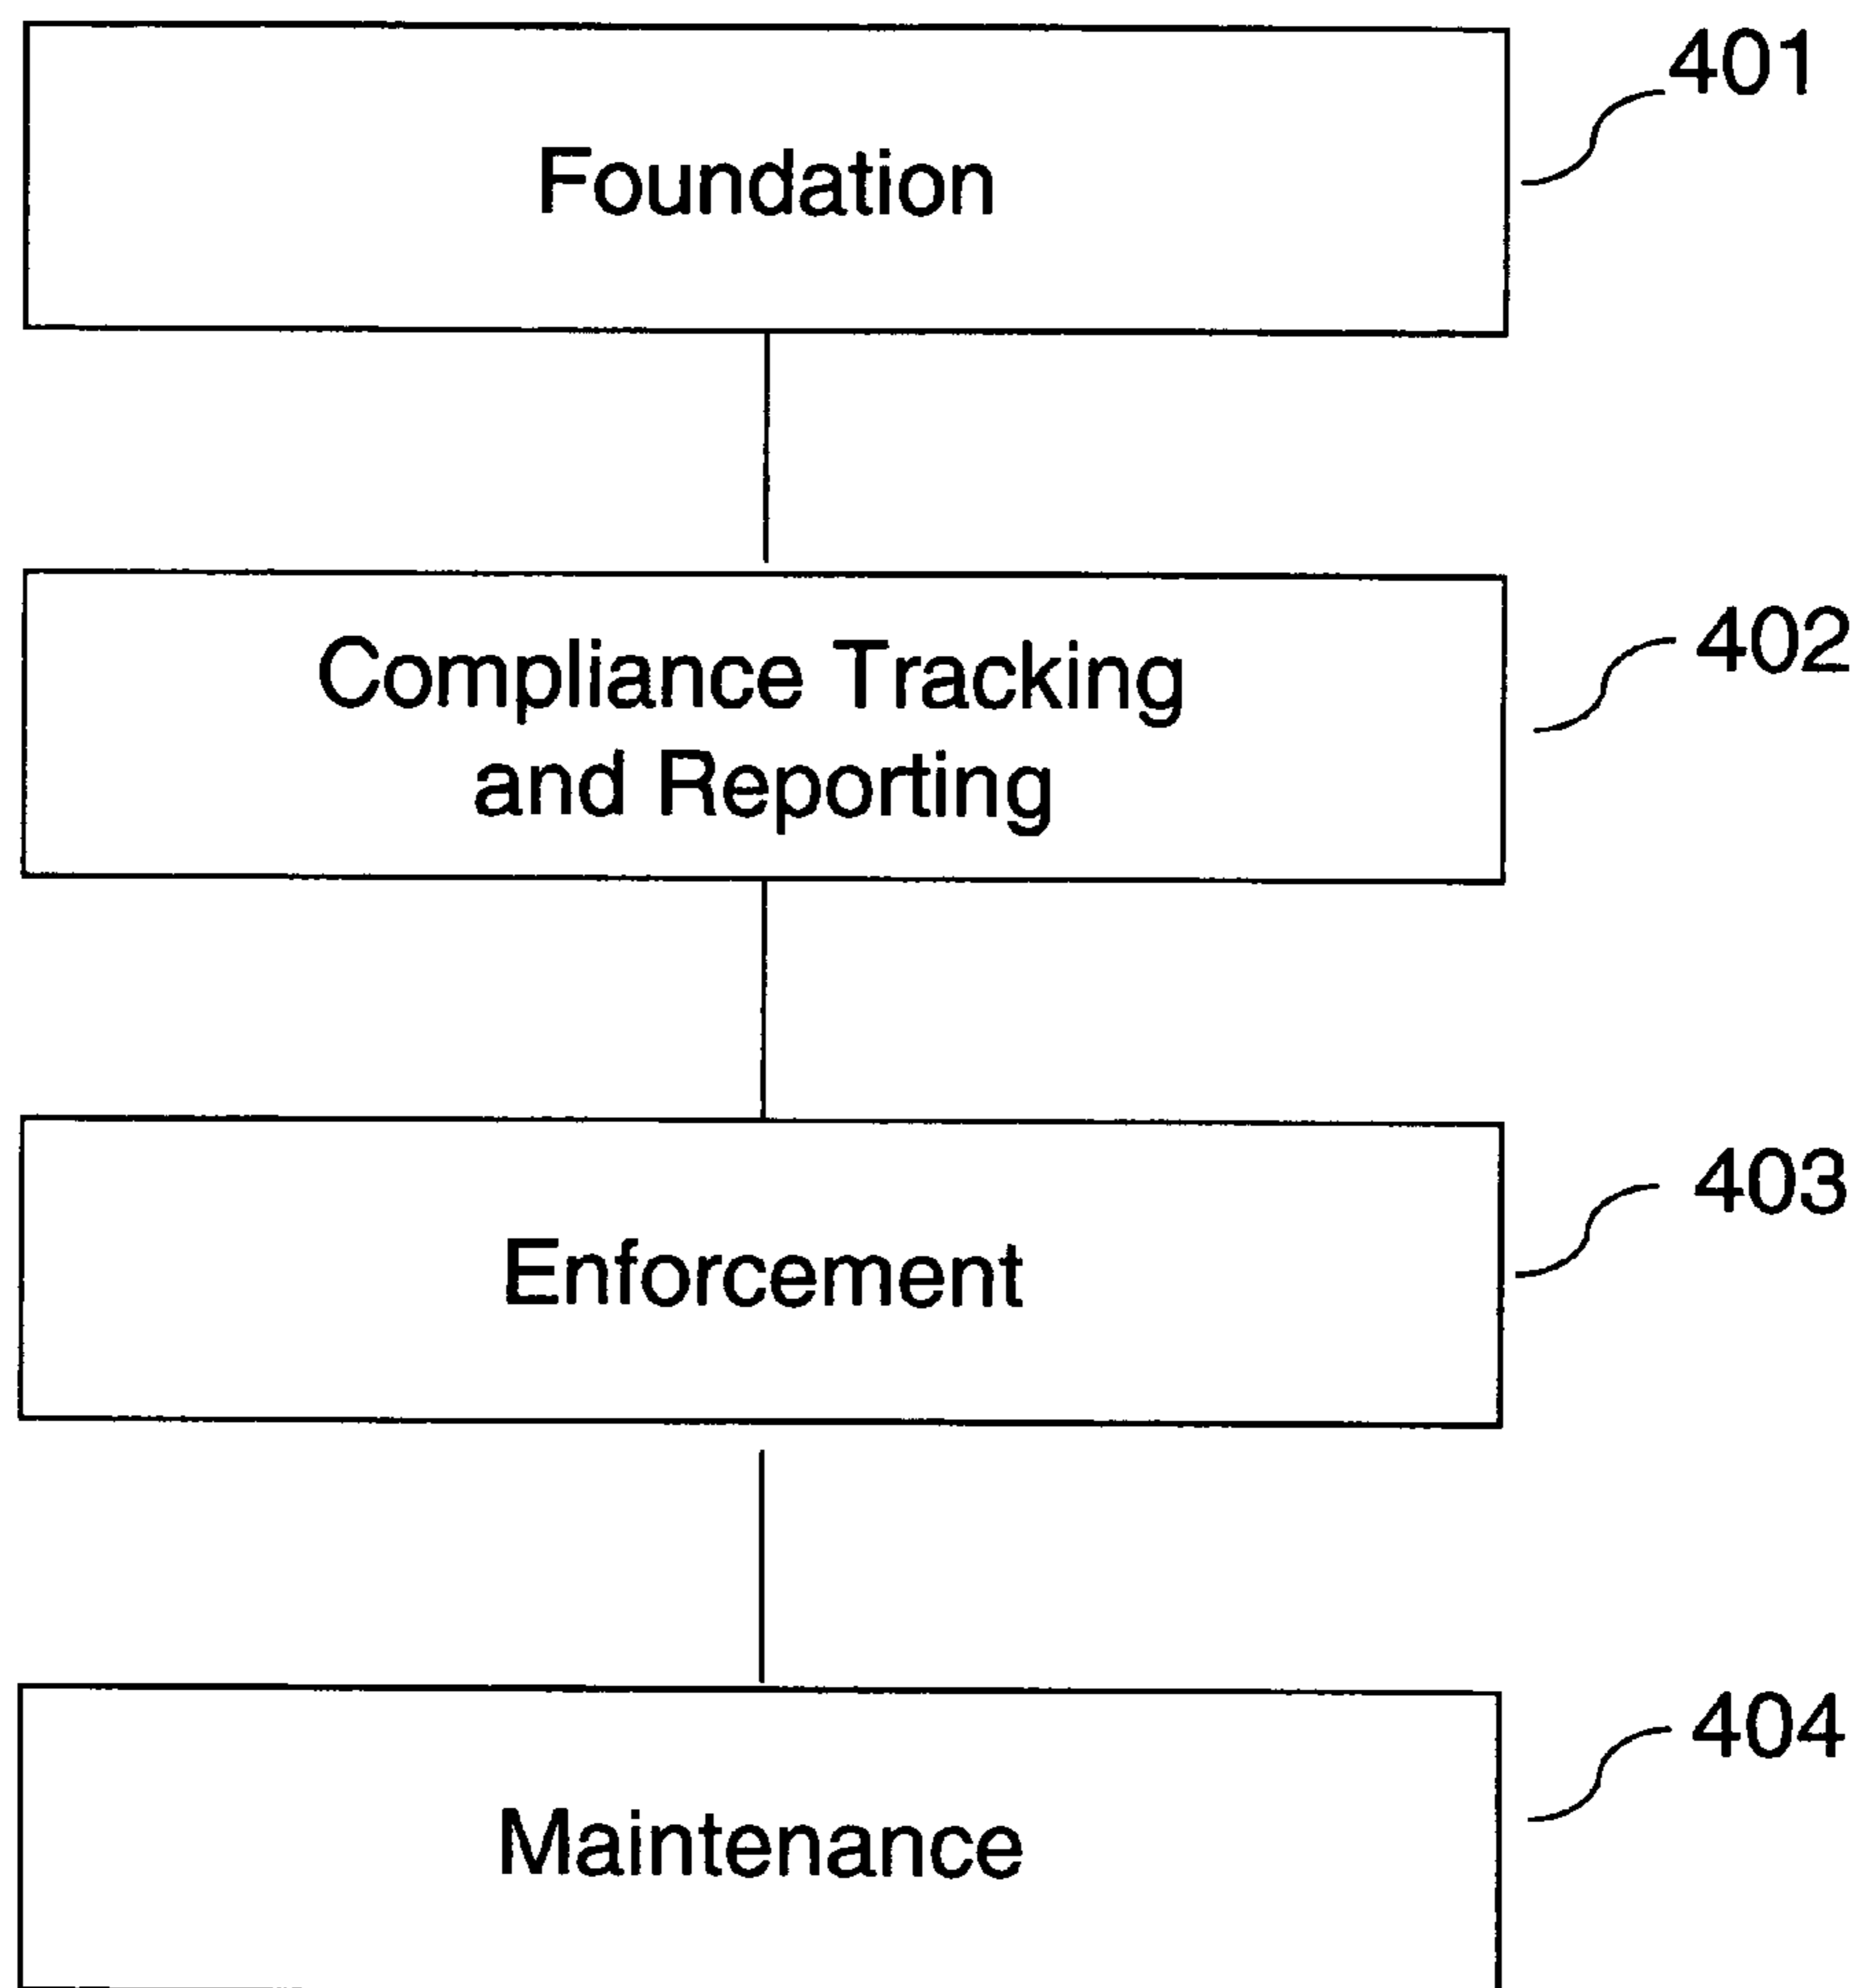 401
Foundation
402
Compliance Tracking
and Reporting
403
Enforcement
404
Maintenance